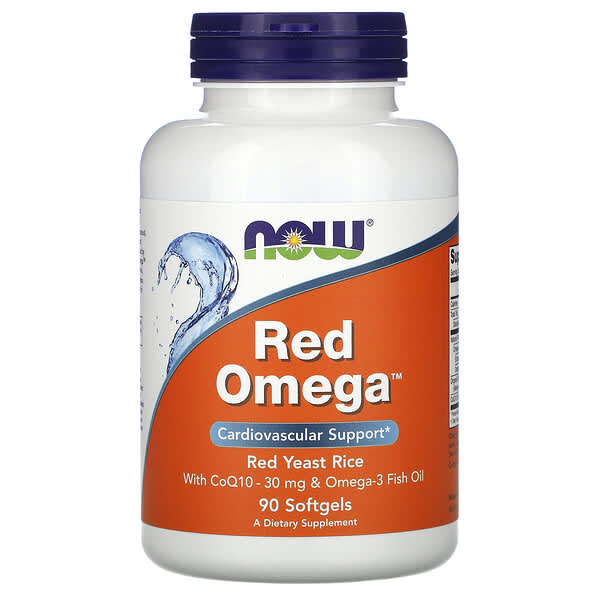 NOW®
Red
Omega™
Cardiovascular Support*
Red Yeast Rice
With CoQ10 - 30 mg & Omega-3 Fish Oil
90 Softgels
A Dietary Supplement